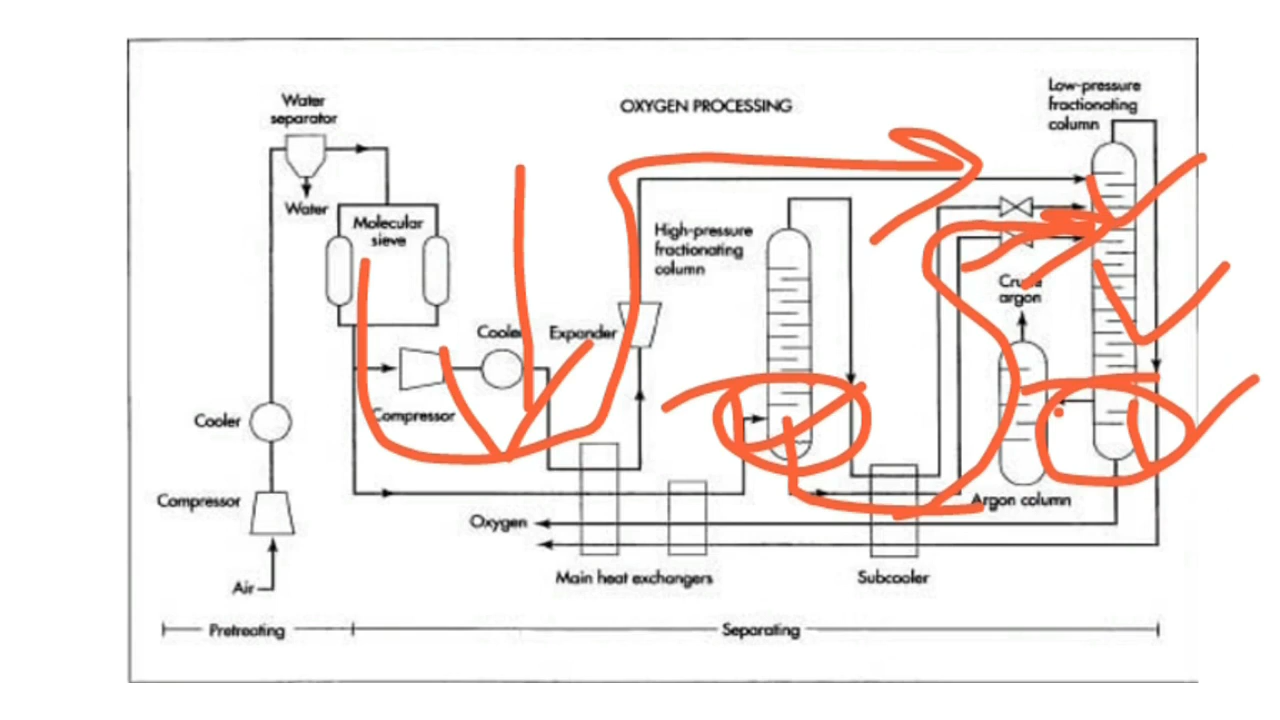 OXYGEN PROCESSING
Low-pressure
fractionating
column
Water
separator
Water
Molecular
sieve
High-pressure
fractionating
column
Cooler
Expander
Crude
argon
Compressor
Cooler
Compressor
Argon column
Oxygen
Main heat exchangers
Subcooler
Air
Pretreating
Separating